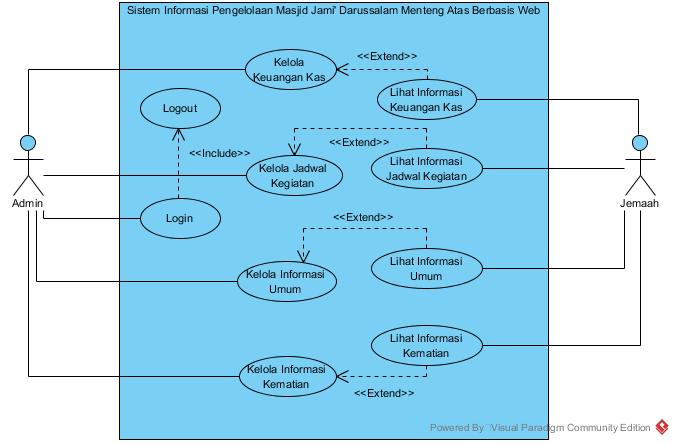 Sistem Informasi Pengelolaan Masjid Jami' Darussalam Menteng Atas Berbasis Web
Kelola
Keuangan Kas
<<Extend>>
Lihat Informasi
Keuangan Kas
Logout
<<Include>>
<<Extend>>
Kelola Jadwal
Kegiatan
Lihat Informasi
Jadwal Kegiatan
Admin
Jemaah
Login
<<Extend>>
Kelola Informasi
Umum
Lihat Informasi
Umum
Lihat Informasi
Kematian
Kelola Informasi
Kematian
<<Extend>>
Powered By Visual Paradigm Community Edition